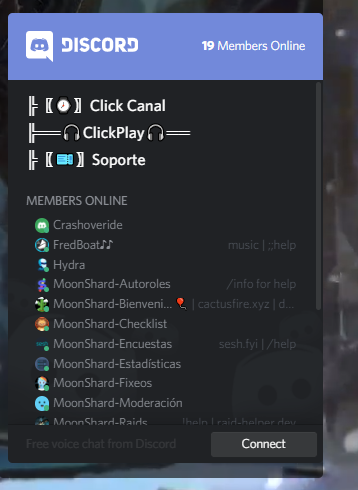 DISCORD
19 Members Online
╠ 〖⌚〗 Click Canal
╠══🎧ClickPlay🎧══
╠ 〖🎫〗 Soporte
MEMBERS ONLINE
Crashoveride
FredBoat♪♪ music | ;;help
Hydra
MoonShard-Autoroles /info for help
MoonShard-Bienveni... 🎈 | cactusfire.xyz | d...
MoonShard-Checklist
MoonShard-Encuestas sesh.fyi | /help
MoonShard-Estadísticas
MoonShard-Fixeos
MoonShard-Moderación
MoonShard-Raids !help | raid-helper.dev
Free voice chat from Discord
Connect